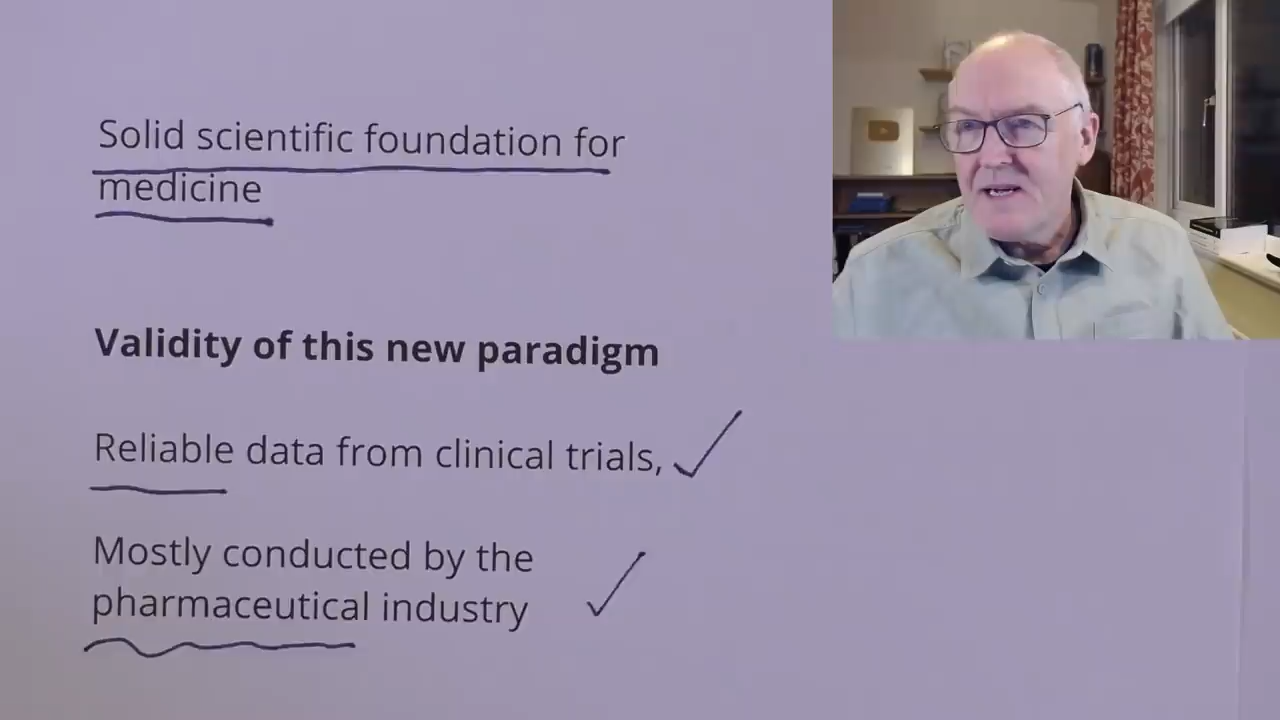 Solid scientific foundation for
medicine
Validity of this new paradigm
Reliable data from clinical trials,
Mostly conducted by the
pharmaceutical industry